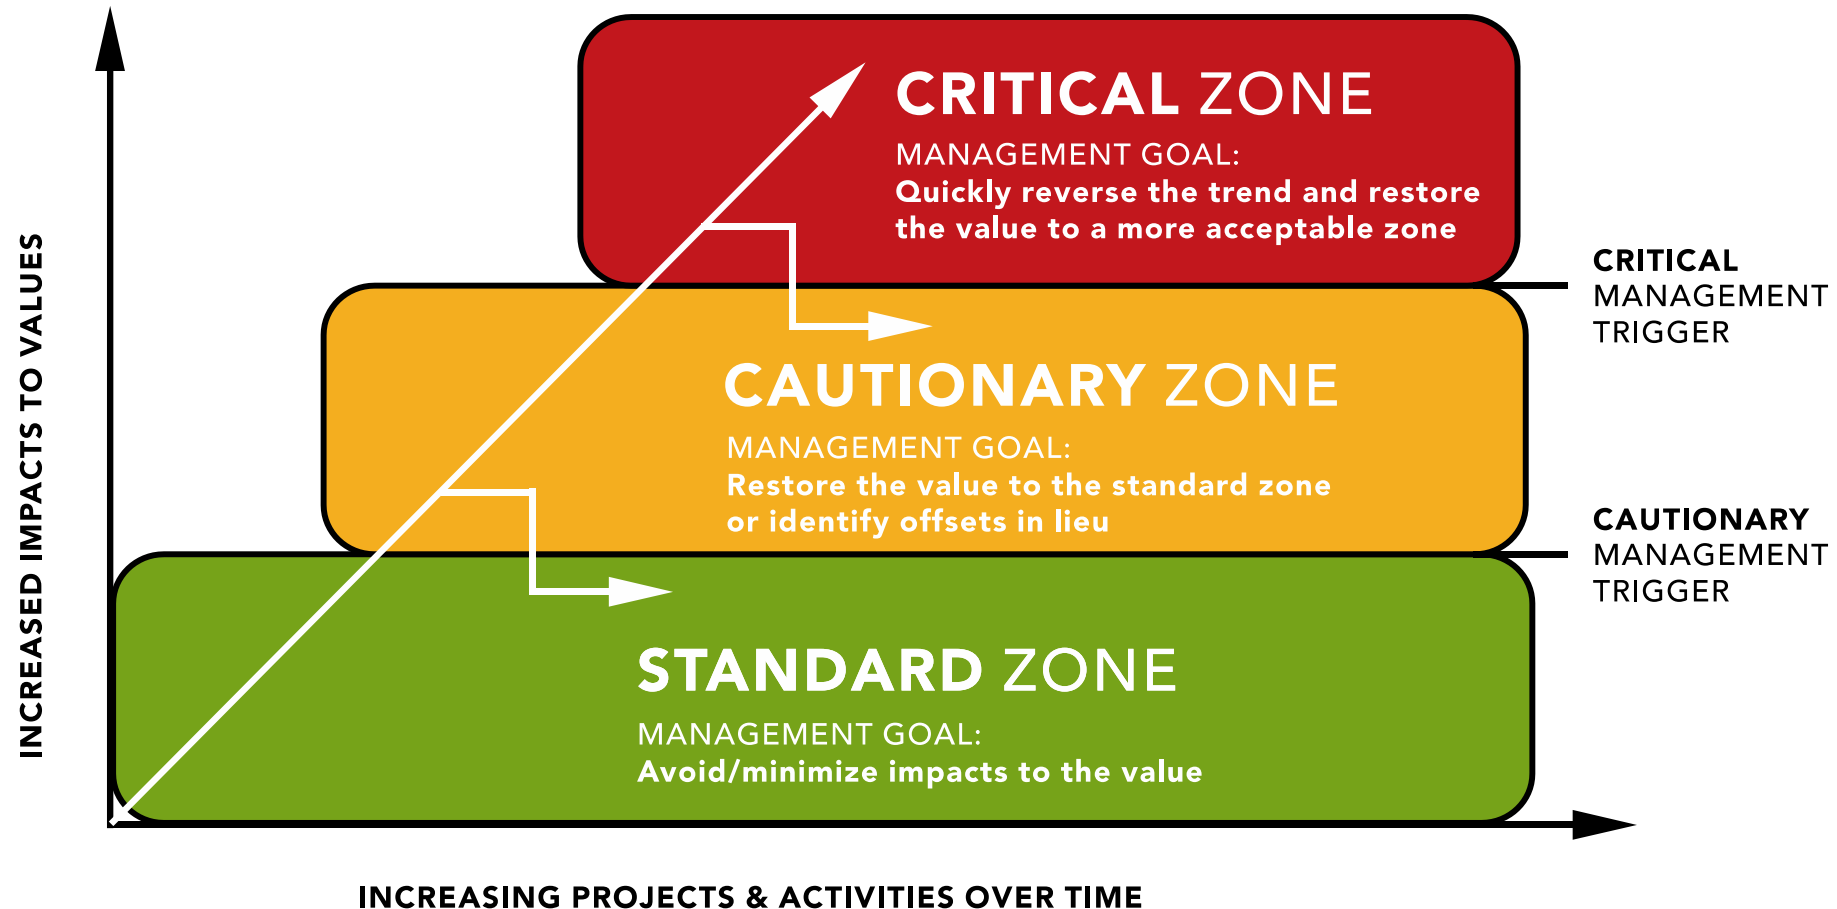 CRITICAL ZONE
MANAGEMENT GOAL:
Quickly reverse the trend and restore
the value to a more acceptable zone
CRITICAL
MANAGEMENT
TRIGGER
CAUTIONARY ZONE
MANAGEMENT GOAL:
Restore the value to the standard zone
or identify offsets in lieu
CAUTIONARY
MANAGEMENT
TRIGGER
STANDARD ZONE
MANAGEMENT GOAL:
Avoid/minimize impacts to the value
INCREASED IMPACTS TO VALUES
INCREASING PROJECTS & ACTIVITIES OVER TIME